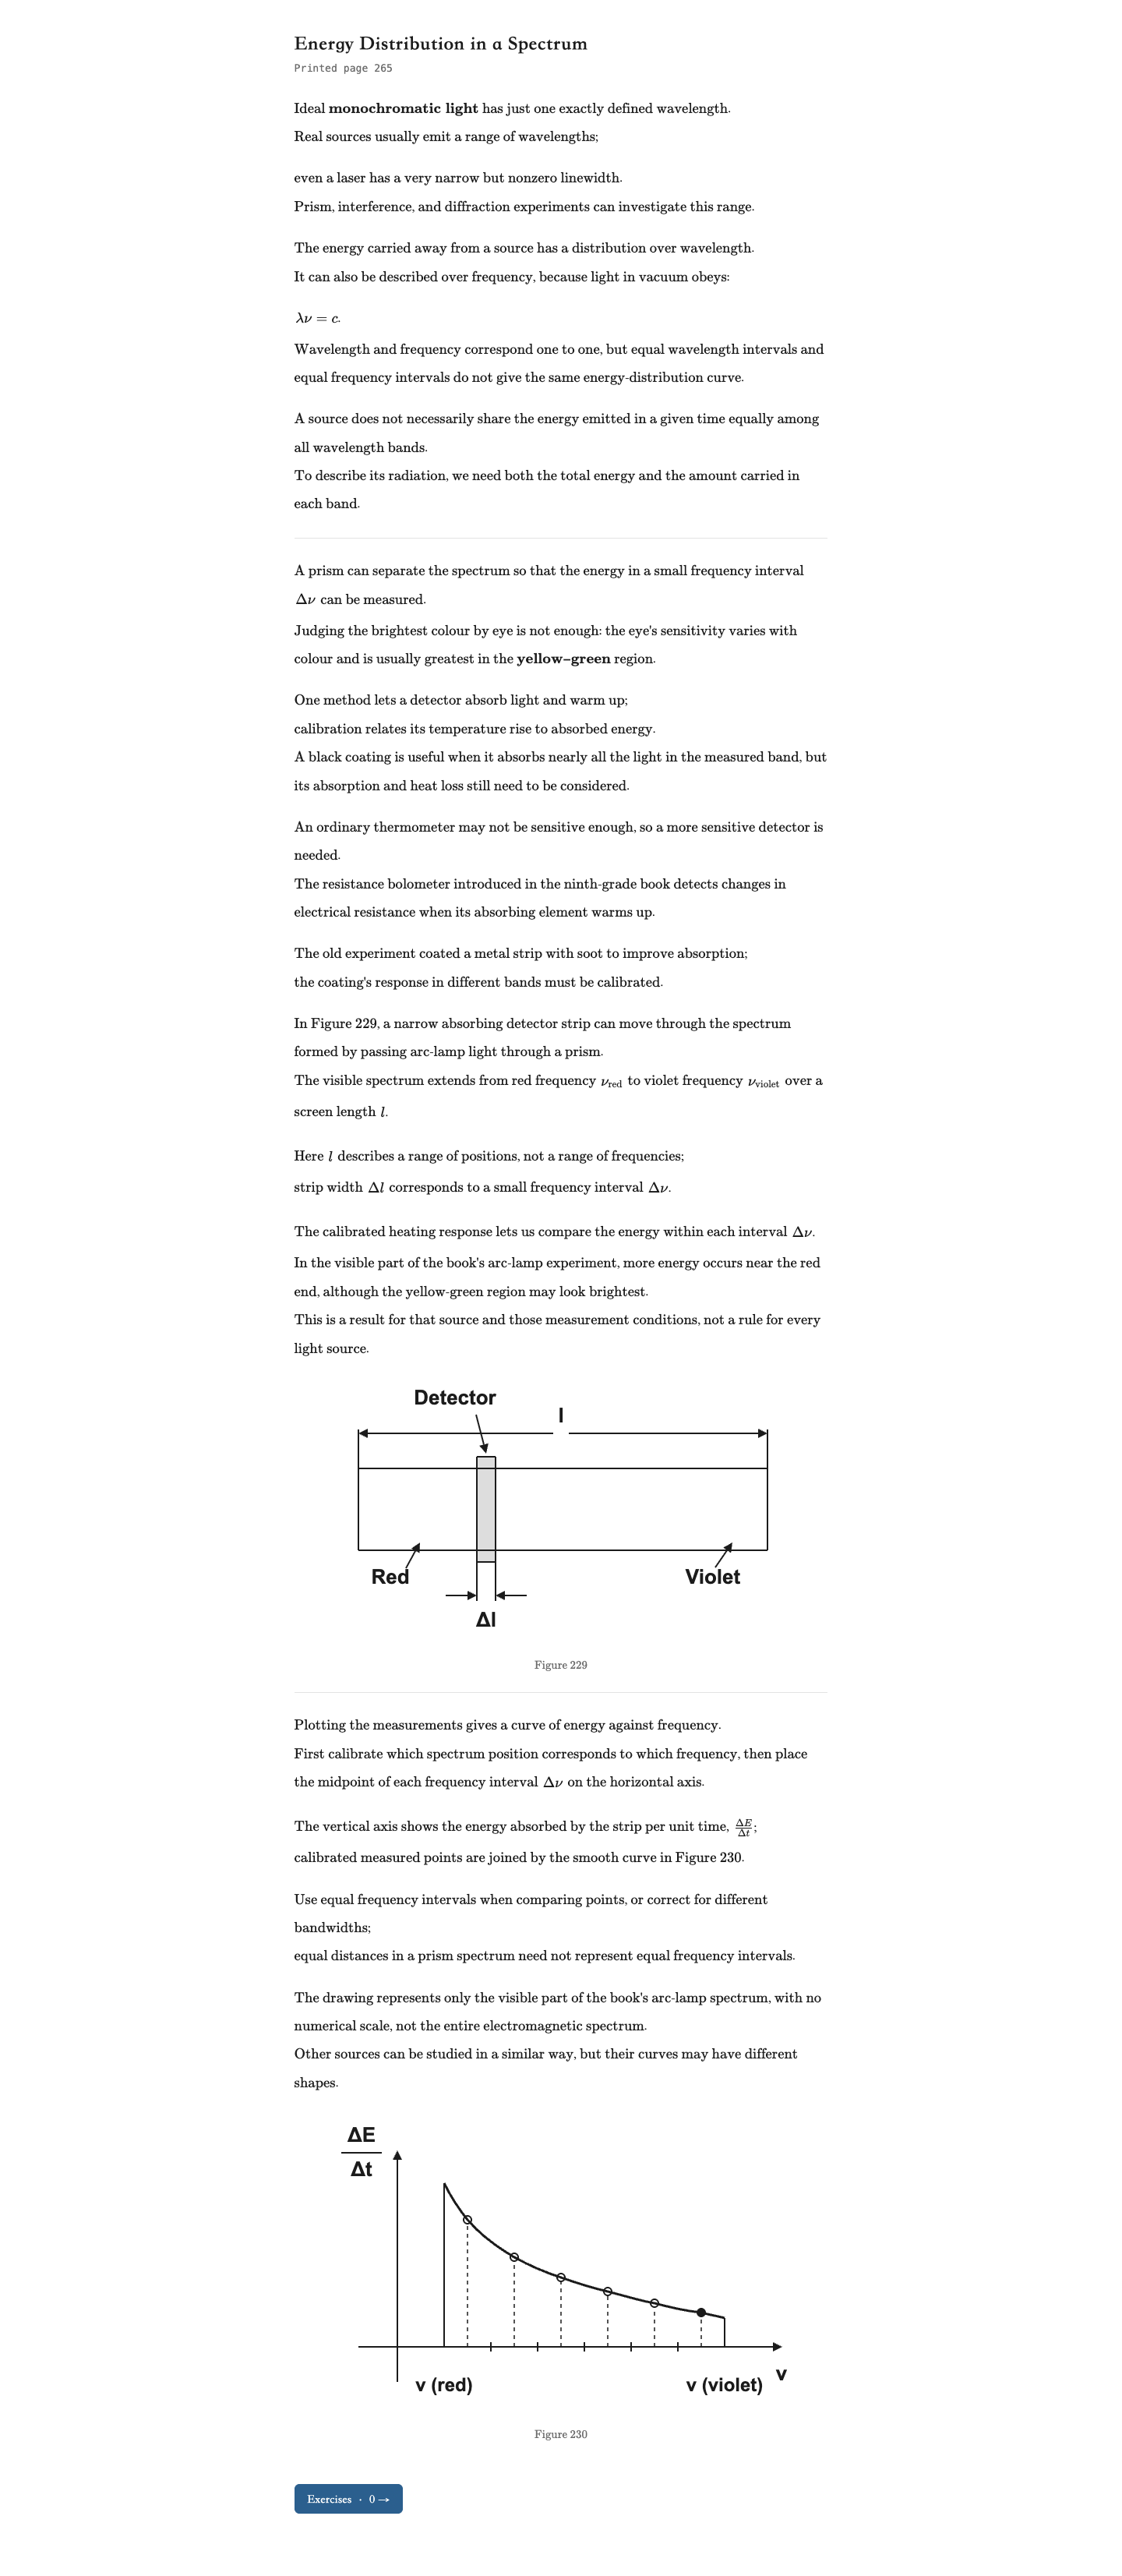 Energy Distribution in a Spectrum
Printed page 265
Ideal monochromatic light has just one exactly defined wavelength.
Real sources usually emit a range of wavelengths;
even a laser has a very narrow but nonzero linewidth.
Prism, interference, and diffraction experiments can investigate this range.
The energy carried away from a source has a distribution over wavelength.
It can also be described over frequency, because light in vacuum obeys:
λν = c.
Wavelength and frequency correspond one to one, but equal wavelength intervals and
equal frequency intervals do not give the same energy-distribution curve.
A source does not necessarily share the energy emitted in a given time equally among
all wavelength bands.
To describe its radiation, we need both the total energy and the amount carried in
each band.
A prism can separate the spectrum so that the energy in a small frequency interval
Δν can be measured.
Judging the brightest colour by eye is not enough: the eye's sensitivity varies with
colour and is usually greatest in the yellow–green region.
One method lets a detector absorb light and warm up;
calibration relates its temperature rise to absorbed energy.
A black coating is useful when it absorbs nearly all the light in the measured band, but
its absorption and heat loss still need to be considered.
An ordinary thermometer may not be sensitive enough, so a more sensitive detector is
needed.
The resistance bolometer introduced in the ninth-grade book detects changes in
electrical resistance when its absorbing element warms up.
The old experiment coated a metal strip with soot to improve absorption;
the coating's response in different bands must be calibrated.
In Figure 229, a narrow absorbing detector strip can move through the spectrum
formed by passing arc-lamp light through a prism.
The visible spectrum extends from red frequency ν_red to violet frequency ν_violet over a
screen length l.
Here l describes a range of positions, not a range of frequencies;
strip width Δl corresponds to a small frequency interval Δν.
The calibrated heating response lets us compare the energy within each interval Δν.
In the visible part of the book's arc-lamp experiment, more energy occurs near the red
end, although the yellow-green region may look brightest.
This is a result for that source and those measurement conditions, not a rule for every
light source.
Detector
l
Red
Violet
Δl
Figure 229
Plotting the measurements gives a curve of energy against frequency.
First calibrate which spectrum position corresponds to which frequency, then place
the midpoint of each frequency interval Δν on the horizontal axis.
The vertical axis shows the energy absorbed by the strip per unit time, ΔE/Δt;
calibrated measured points are joined by the smooth curve in Figure 230.
Use equal frequency intervals when comparing points, or correct for different
bandwidths;
equal distances in a prism spectrum need not represent equal frequency intervals.
The drawing represents only the visible part of the book's arc-lamp spectrum, with no
numerical scale, not the entire electromagnetic spectrum.
Other sources can be studied in a similar way, but their curves may have different
shapes.
ΔE
Δt
ν
ν (red)
ν (violet)
Figure 230
Exercises · 0 →